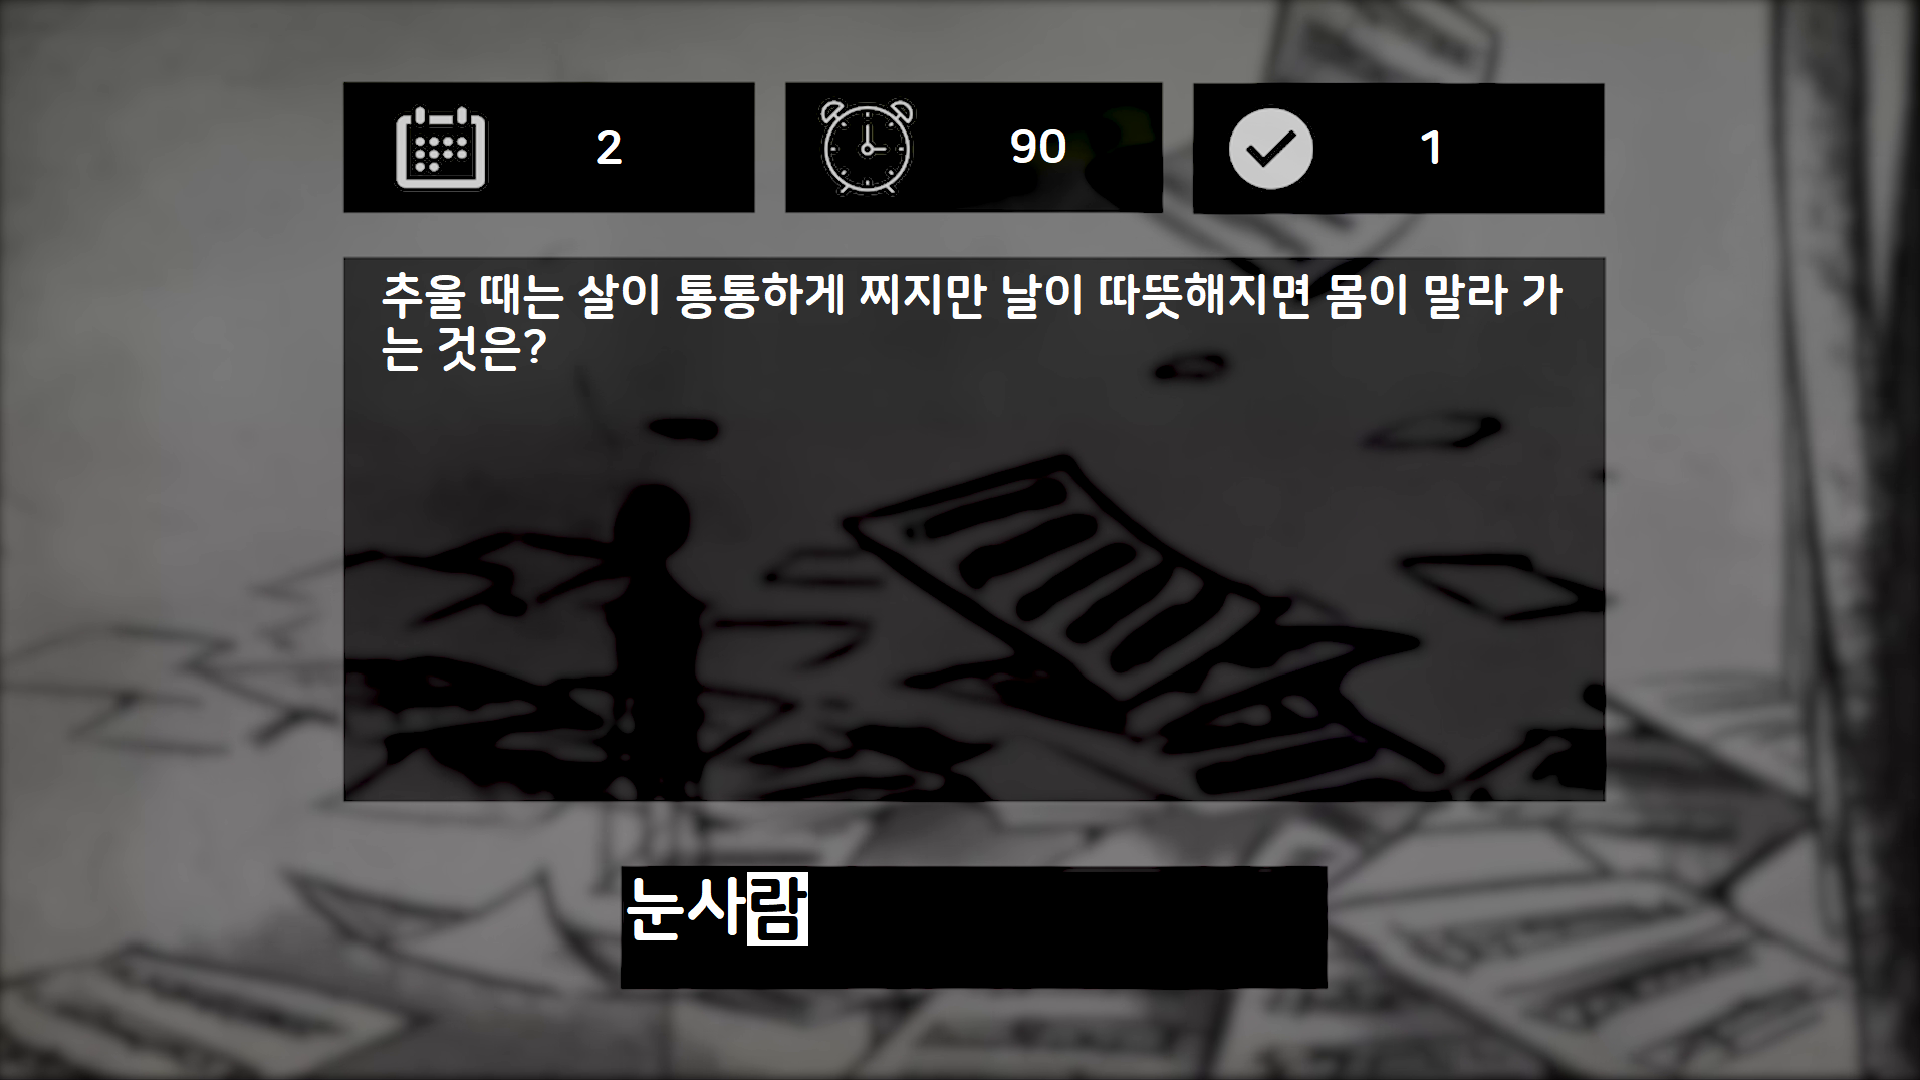 2
90
1
추울 때는 살이 통통하게 찌지만 날이 따뜻해지면 몸이 말라 가
는 것은?
눈사람